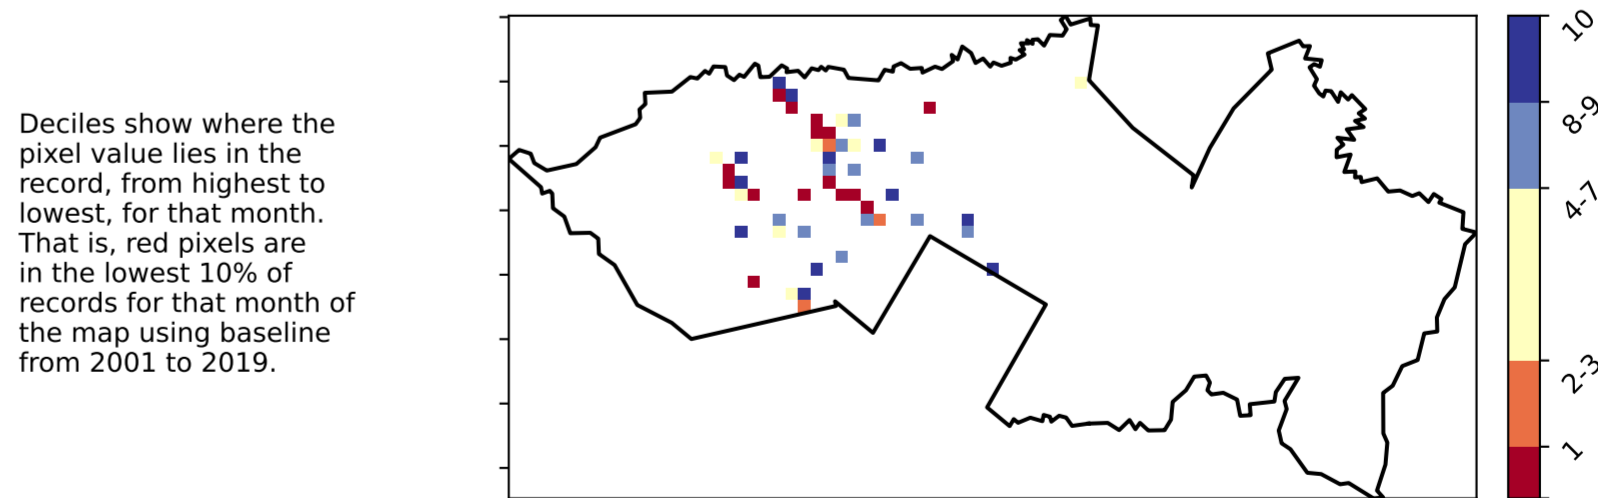 Deciles show where the
pixel value lies in the
record, from highest to
lowest, for that month.
That is, red pixels are
in the lowest 10% of
records for that month of
the map using baseline
from 2001 to 2019.
10
8-9
4-7
2-3
1